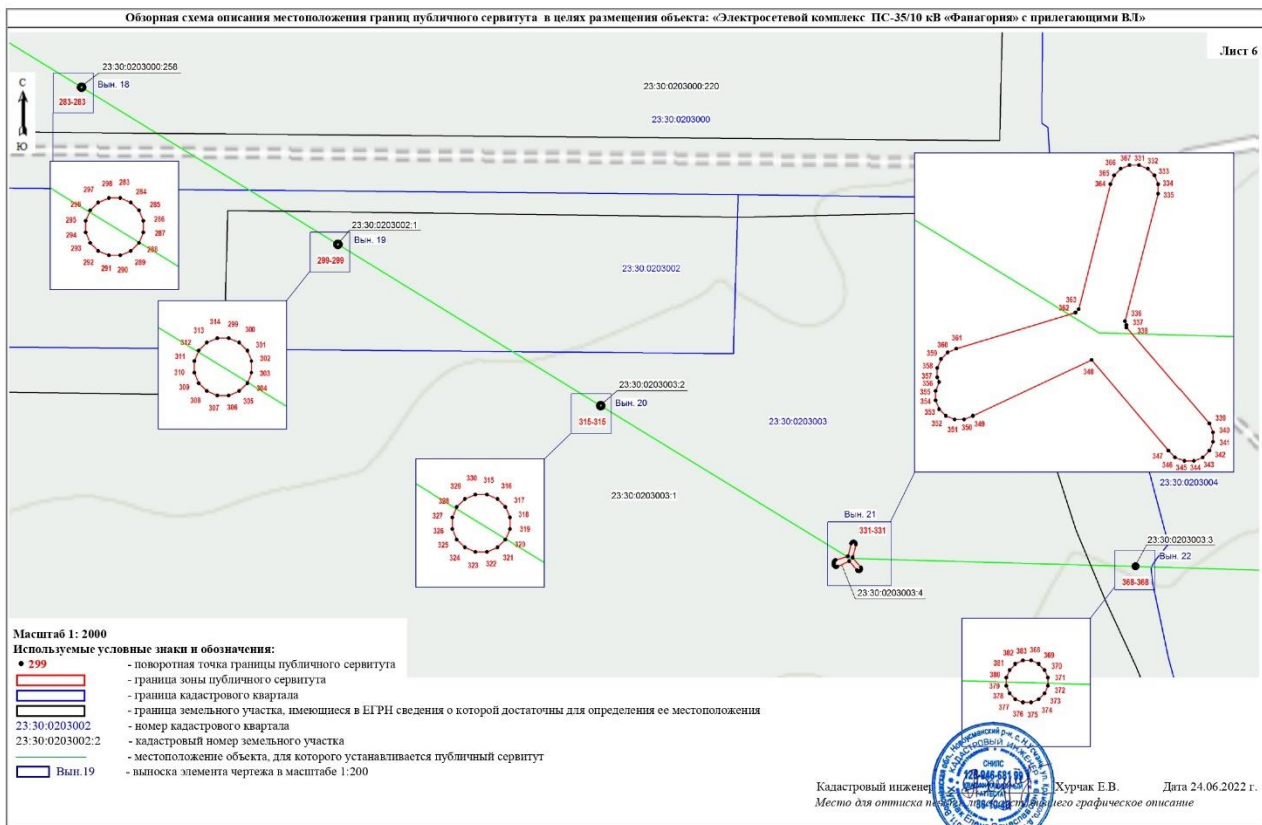 Обзорная схема описания местоположения границ публичного сервитута в целях размещения объекта: «Электросетевой комплекс ПС-35/10 кВ «Фанагория» с прилегающими ВЛ»
Лист 6
С
Ю
23:30:0203000:258
Вын. 18
283-283
23:30:0203000:220
23:30:0203000
297 298 283 284
296 285
295 286
294 287
293 288
292 291 290 289
23:30:0203002:1
Вын. 19
299-299
23:30:0203002
314 299
313 300
312 301
311 302
310 303
309 304
308 305
307 306
23:30:0203003:2
Вын. 20
315-315
23:30:0203003
23:30:0203003:1
330 315
329 316
328 317
327 318
326 319
325 320
324 321
323 322
367 331 332
366 333
365 334
364 335
363
362
336
337
338
361
360
359
358
357
356
355
354
353
352 351 350 349
348
339
340
341
342
347
346 345 344 343
23:30:0203004
Вын. 21
331-331
23:30:0203003:4
23:30:0203003:3
Вын. 22
368-368
382 383 368 369
381 370
380 371
379 372
378 373
377 374
376 375
Масштаб 1: 2000
Используемые условные знаки и обозначения:
299 - поворотная точка границы публичного сервитута
- граница зоны публичного сервитута
- граница кадастрового квартала
- граница земельного участка, имеющиеся в ЕГРН сведения о которой достаточны для определения ее местоположения
23:30:0203002 - номер кадастрового квартала
23:30:0203002:2 - кадастровый номер земельного участка
- местоположение объекта, для которого устанавливается публичный сервитут
Вын.19 - выноска элемента чертежа в масштабе 1:200
Кадастровый инженер Хурчак Е.В. Дата 24.06.2022 г.
Место для оттиска графическое описание
КАДАСТРОВЫЙ ИНЖЕНЕР
СНИЛС